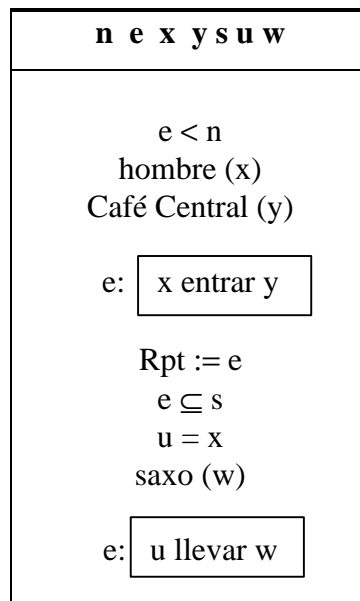 n e x y s u w
e < n
hombre (x)
Café Central (y)
e: x entrar y
Rpt := e
e ⊆ s
u = x
saxo (w)
e: u llevar w